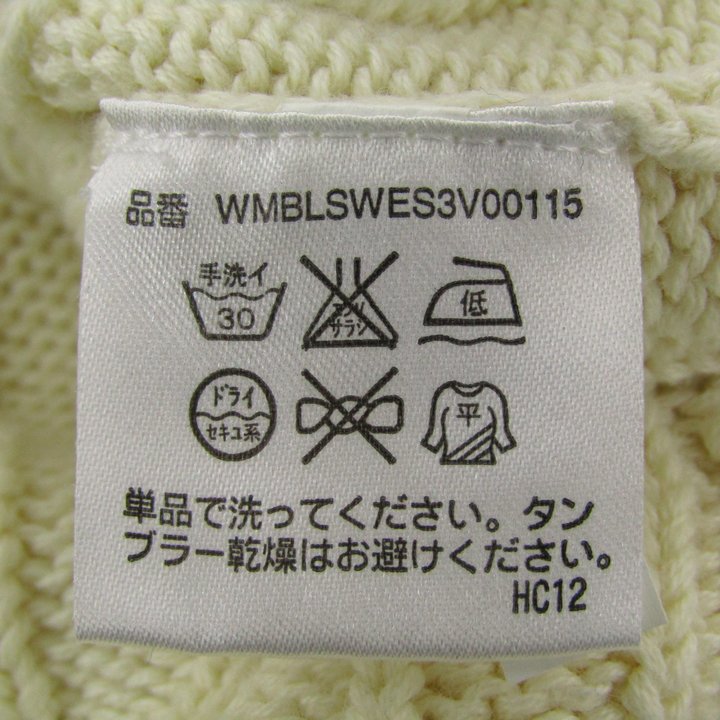 品番 WMBLSWES3V00115
手洗イ
30
エンソ
サラシ
低
ドライ
セキユ系
平
単品で洗ってください。タン
ブラー乾燥はお避けください。
HC12